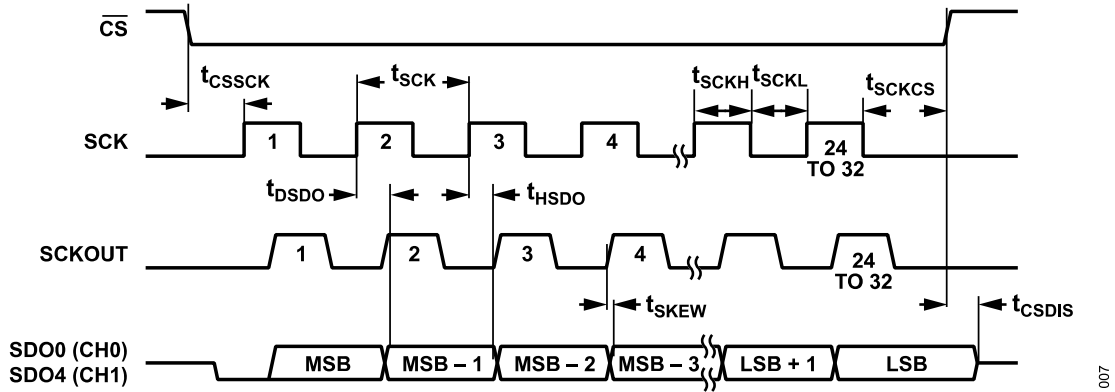 CS
tCSSCK
tSCK
tSCKH
tSCKL
tSCKCS
SCK
1
2
3
4
24
TO 32
tDSDO
tHSDO
SCKOUT
1
2
3
4
24
TO 32
tSKEW
tCSDIS
SDO0 (CH0)
SDO4 (CH1)
MSB
MSB – 1
MSB – 2
MSB – 3
LSB + 1
LSB
007